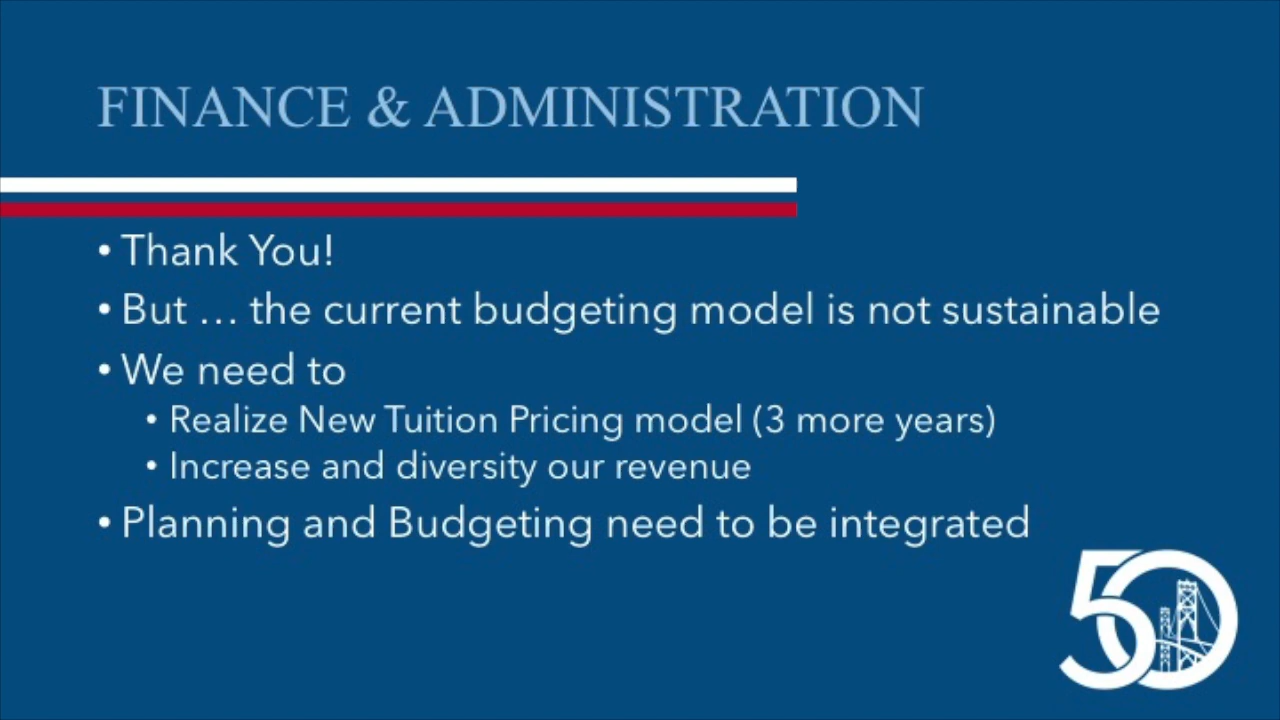 FINANCE & ADMINISTRATION
• Thank You!
• But … the current budgeting model is not sustainable
• We need to
• Realize New Tuition Pricing model (3 more years)
• Increase and diversity our revenue
• Planning and Budgeting need to be integrated
50